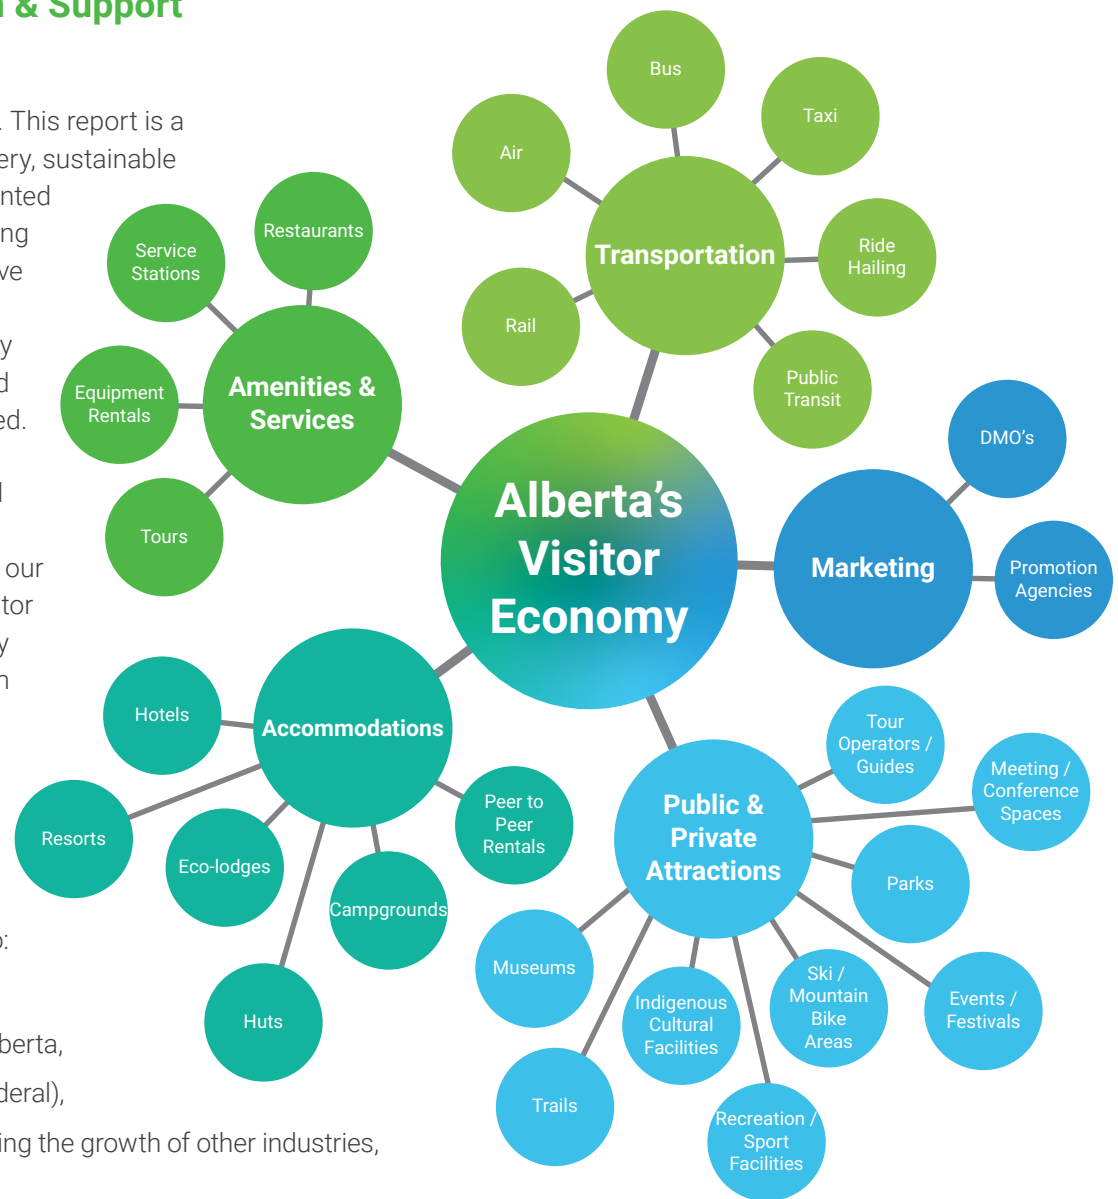 & Support
. This report is a
ery, sustainable
nted
ng
ve
y
d
ed.
our
tor
y
n
o:
berta,
deral),
ing the growth of other industries,
Bus
Taxi
Air
Ride
Hailing
Transportation
Rail
Public
Transit
Restaurants
Service
Stations
Amenities &
Services
Equipment
Rentals
Tours
Alberta’s
Visitor
Economy
DMO’s
Marketing
Promotion
Agencies
Accommodations
Hotels
Resorts
Eco-lodges
Huts
Campgrounds
Peer to
Peer
Rentals
Public &
Private
Attractions
Tour
Operators /
Guides
Meeting /
Conference
Spaces
Parks
Events /
Festivals
Ski /
Mountain
Bike
Areas
Recreation /
Sport
Facilities
Indigenous
Cultural
Facilities
Trails
Museums